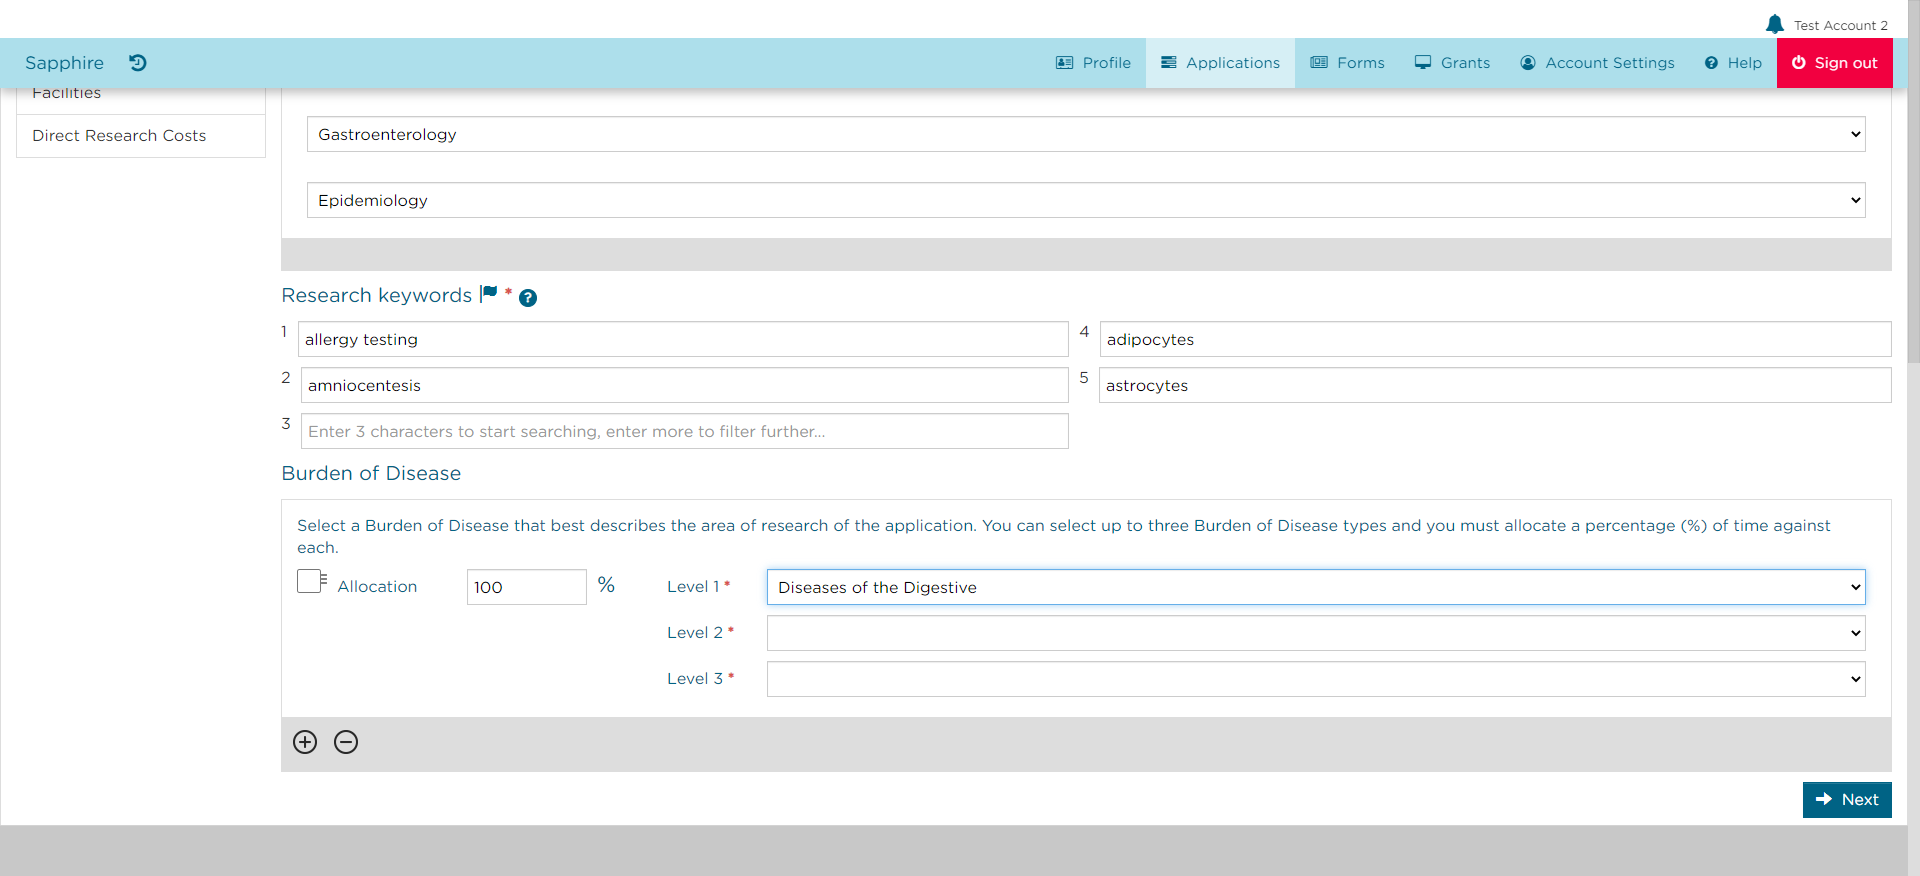 Test Account 2
Sapphire
Profile
Applications
Forms
Grants
Account Settings
Help
Sign out
Facilities
Direct Research Costs
Gastroenterology
Epidemiology
Research keywords * ?
1 allergy testing
4 adipocytes
2 amniocentesis
5 astrocytes
3 Enter 3 characters to start searching, enter more to filter further...
Burden of Disease
Select a Burden of Disease that best describes the area of research of the application. You can select up to three Burden of Disease types and you must allocate a percentage (%) of time against
each.
Allocation 100 % Level 1 * Diseases of the Digestive
Level 2 *
Level 3 *
Next